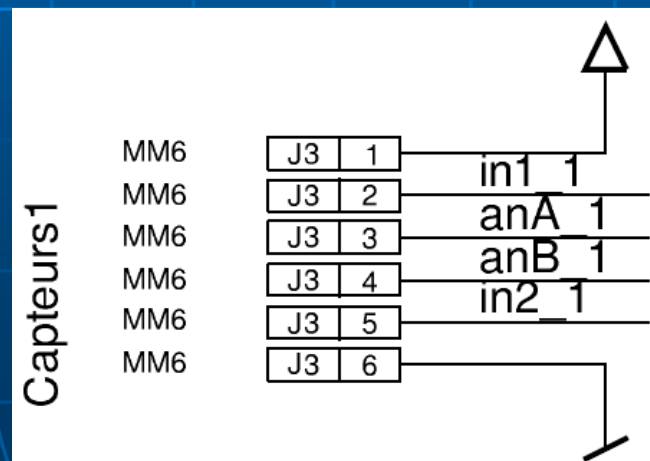 Capteurs1
MM6 J3 1
in1_1
MM6 J3 2
anA_1
MM6 J3 3
anB_1
MM6 J3 4
in2_1
MM6 J3 5
MM6 J3 6